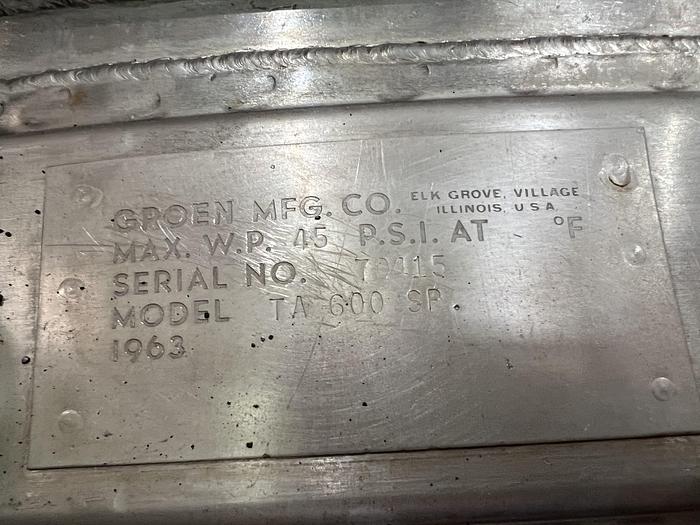 GROEN MFG. CO. ELK GROVE, VILLAGE
ILLINOIS, U.S.A.
MAX. W.P. 45 P.S.I. AT °F
SERIAL NO.
MODEL TA 600 SP
1963